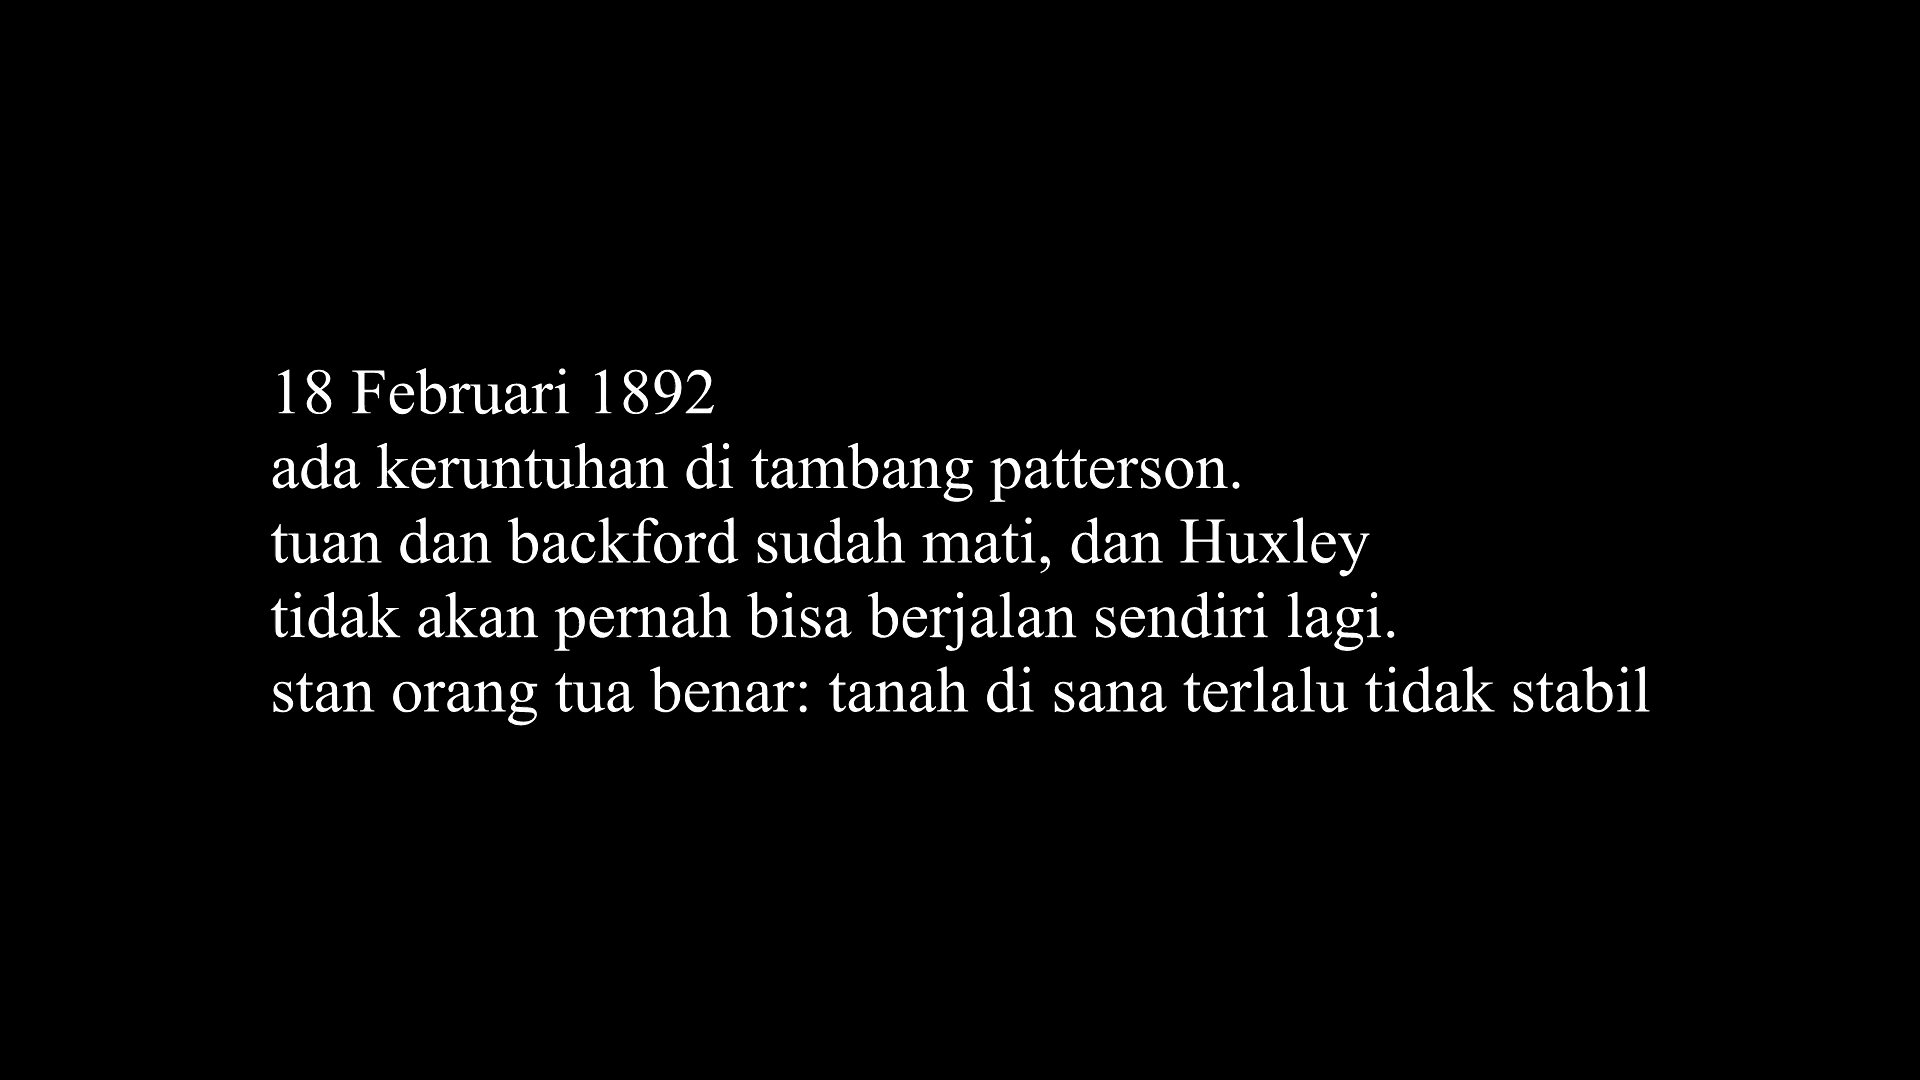 18 Februari 1892
ada keruntuhan di tambang patterson.
tuan dan backford sudah mati, dan Huxley
tidak akan pernah bisa berjalan sendiri lagi.
stan orang tua benar: tanah di sana terlalu tidak stabil